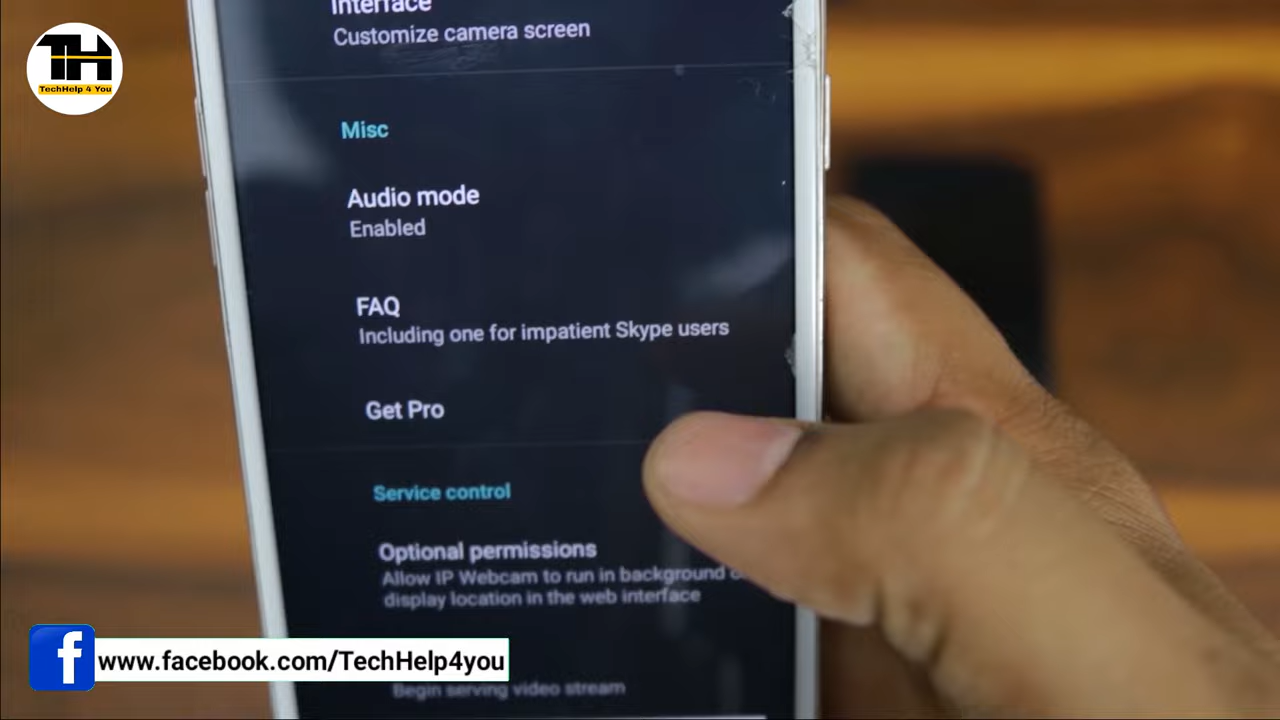 Interface
Customize camera screen
TH
TechHelp 4 You
Misc
Audio mode
Enabled
FAQ
Including one for impatient Skype users
Get Pro
Service control
Optional permissions
Allow IP Webcam to run in background
display location in the web interface
f www.facebook.com/TechHelp4you
Begin serving video stream